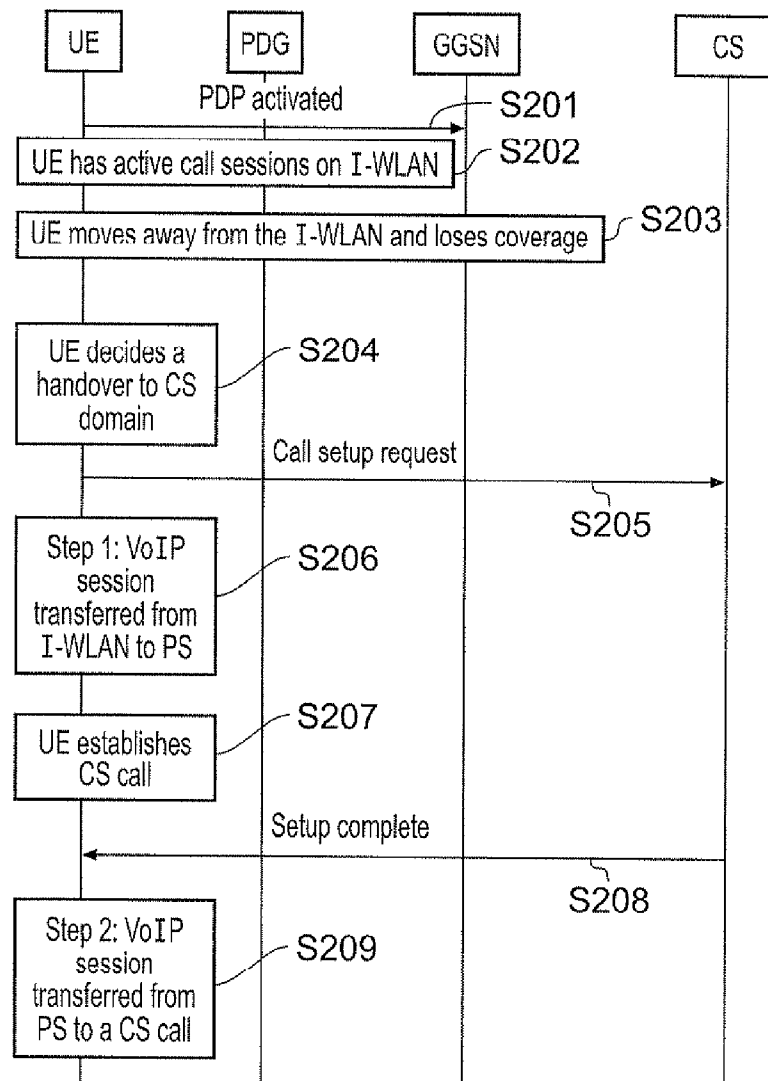 UE PDG GGSN CS
PDP activated
S201
UE has active call sessions on I-WLAN
S202
UE moves away from the I-WLAN and loses coverage
S203
UE decides a
handover to CS
domain
S204
Call setup request
S205
Step 1: VoIP
session
transferred from
I-WLAN to PS
S206
UE establishes
CS call
S207
Setup complete
S208
Step 2: VoIP
session
transferred from
PS to a CS call
S209